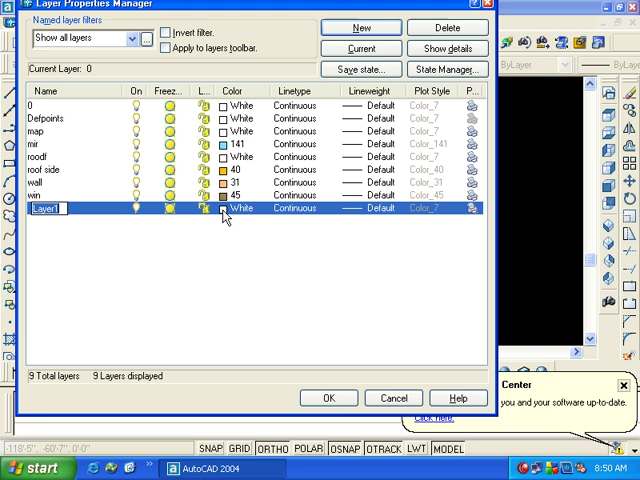 Layer Properties Manager
Named layer filters
Show all layers
...
Invert filter.
Apply to layers toolbar.
New
Delete
Current
Show details
Save state...
State Manager...
Current Layer: 0
Name On Freez... L... Color Linetype Lineweight Plot Style P...
0 White Continuous Default Color_7
Defpoints White Continuous Default Color_7
map White Continuous Default Color_7
mir 141 Continuous Default Color_141
roodf White Continuous Default Color_7
roof side 40 Continuous Default Color_40
wall 31 Continuous Default Color_31
win 45 Continuous Default Color_45
Layer1 White Continuous Default Color_7
9 Total layers 9 Layers displayed
OK
Cancel
Help
ByLayer
ByLayer
Center
you and your software up-to-date.
Click here.
-118'-5", -60'-7", 0'-0"
SNAP GRID ORTHO POLAR OSNAP OTRACK LWT MODEL
start
AutoCAD 2004
8:50 AM